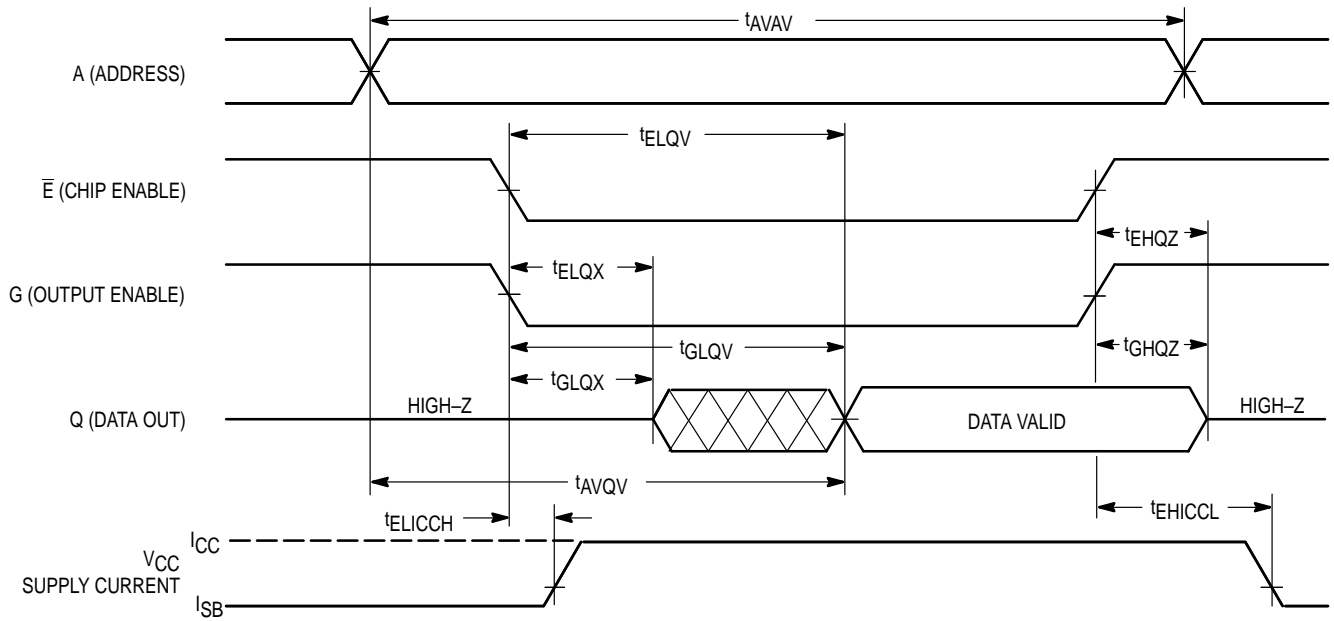 tAVAV
A (ADDRESS)
tELQV
E̅ (CHIP ENABLE)
tEHQZ
tELQX
G (OUTPUT ENABLE)
tGLQV
tGHQZ
tGLQX
HIGH–Z
Q (DATA OUT)
DATA VALID
HIGH–Z
tAVQV
tELICCH
tEHICCL
ICC
VCC
SUPPLY CURRENT
ISB